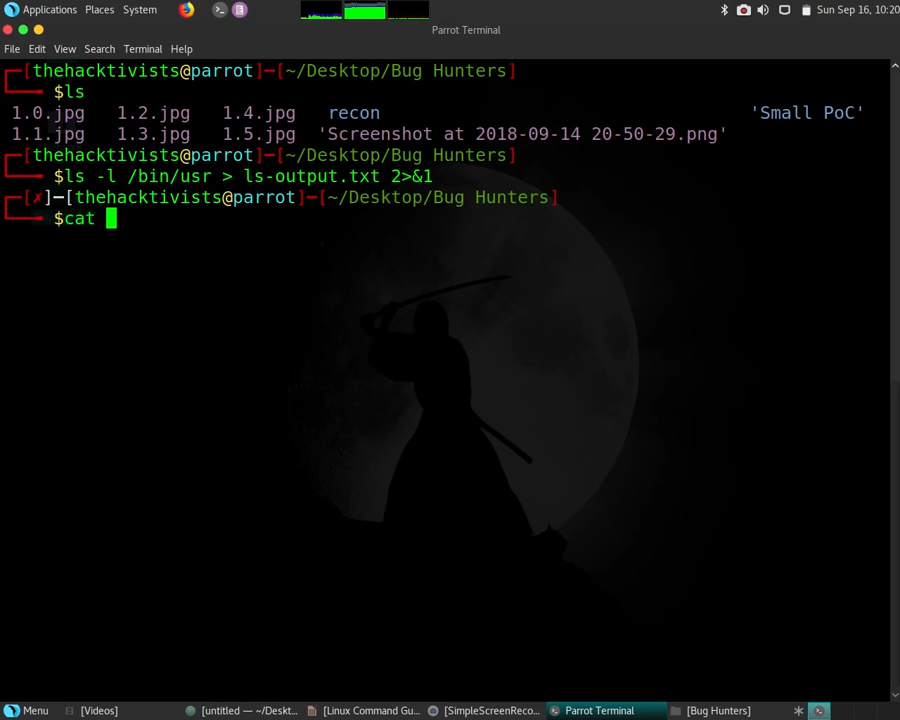 Applications Places System Sun Sep 16, 10:20
Parrot Terminal
File Edit View Search Terminal Help
┌─[thehacktivists@parrot]─[~/Desktop/Bug Hunters]
└──╼ $ls
1.0.jpg 1.2.jpg 1.4.jpg recon 'Small PoC'
1.1.jpg 1.3.jpg 1.5.jpg 'Screenshot at 2018-09-14 20-50-29.png'
┌─[thehacktivists@parrot]─[~/Desktop/Bug Hunters]
└──╼ $ls -l /bin/usr > ls-output.txt 2>&1
┌─[✗]─[thehacktivists@parrot]─[~/Desktop/Bug Hunters]
└──╼ $cat
Menu [Videos] [untitled — ~/Deskt... [Linux Command Gu... [SimpleScreenReco... Parrot Terminal [Bug Hunters]